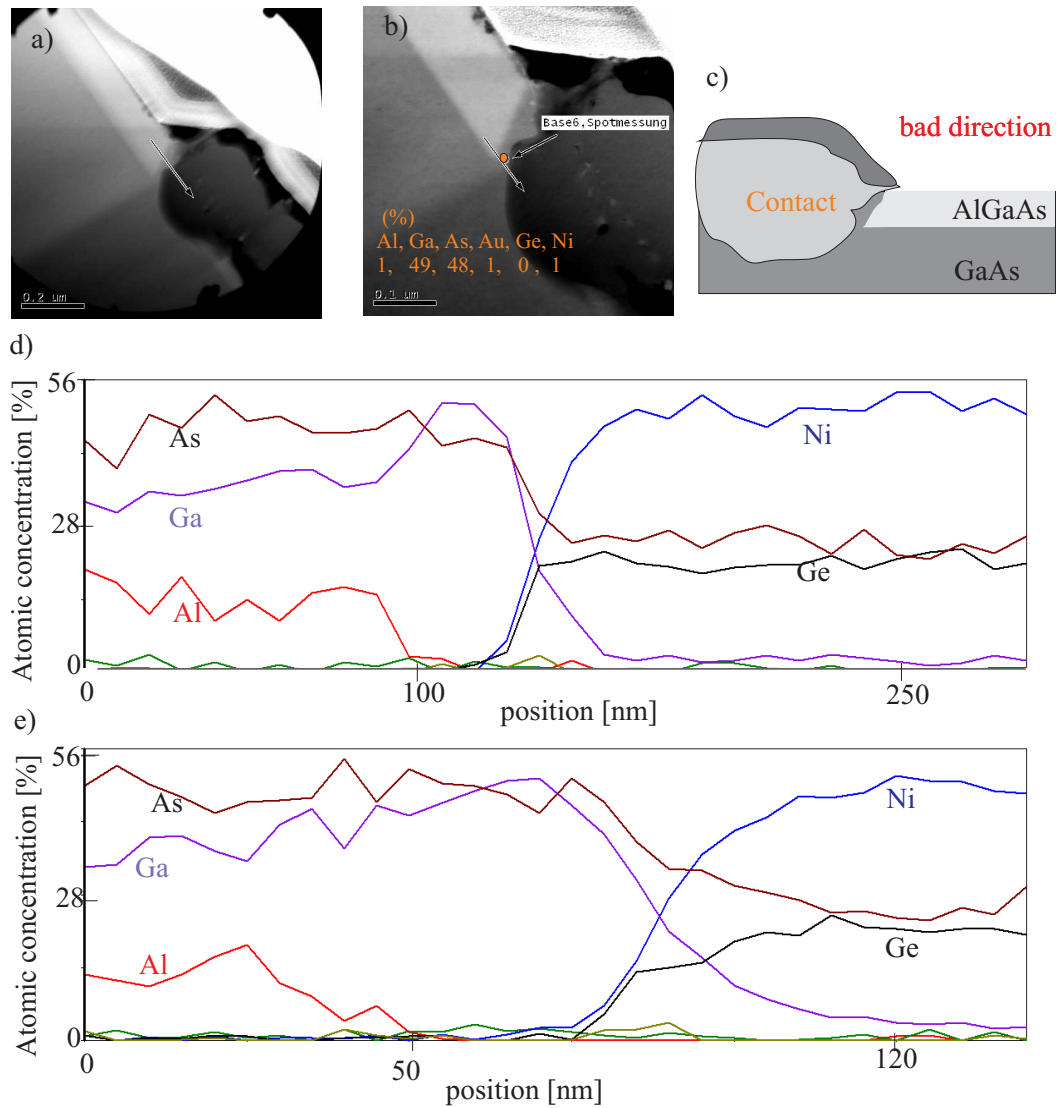 a)
0.2 um
b)
Base6,Spotmessung
(%)
Al, Ga, As, Au, Ge, Ni
1, 49, 48, 1, 0 , 1
0.1 um
c)
bad direction
Contact
AlGaAs
GaAs
d)
Atomic concentration [%]
56
28
0
As
Ga
Al
Ni
Ge
0
100
250
position [nm]
e)
Atomic concentration [%]
56
28
0
As
Ga
Al
Ni
Ge
0
50
120
position [nm]